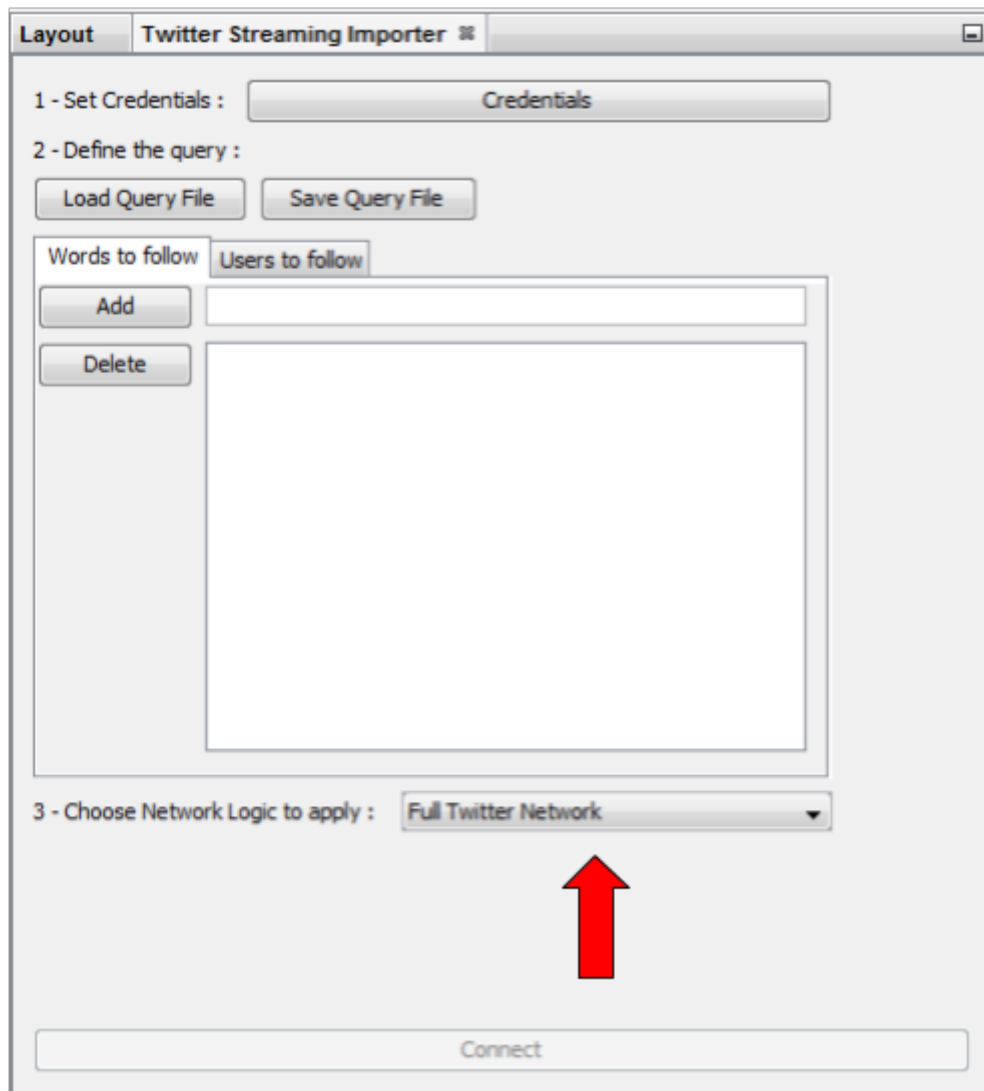 Layout Twitter Streaming Importer
1 - Set Credentials : Credentials
2 - Define the query :
Load Query File Save Query File
Words to follow Users to follow
Add
Delete
3 - Choose Network Logic to apply : Full Twitter Network
Connect